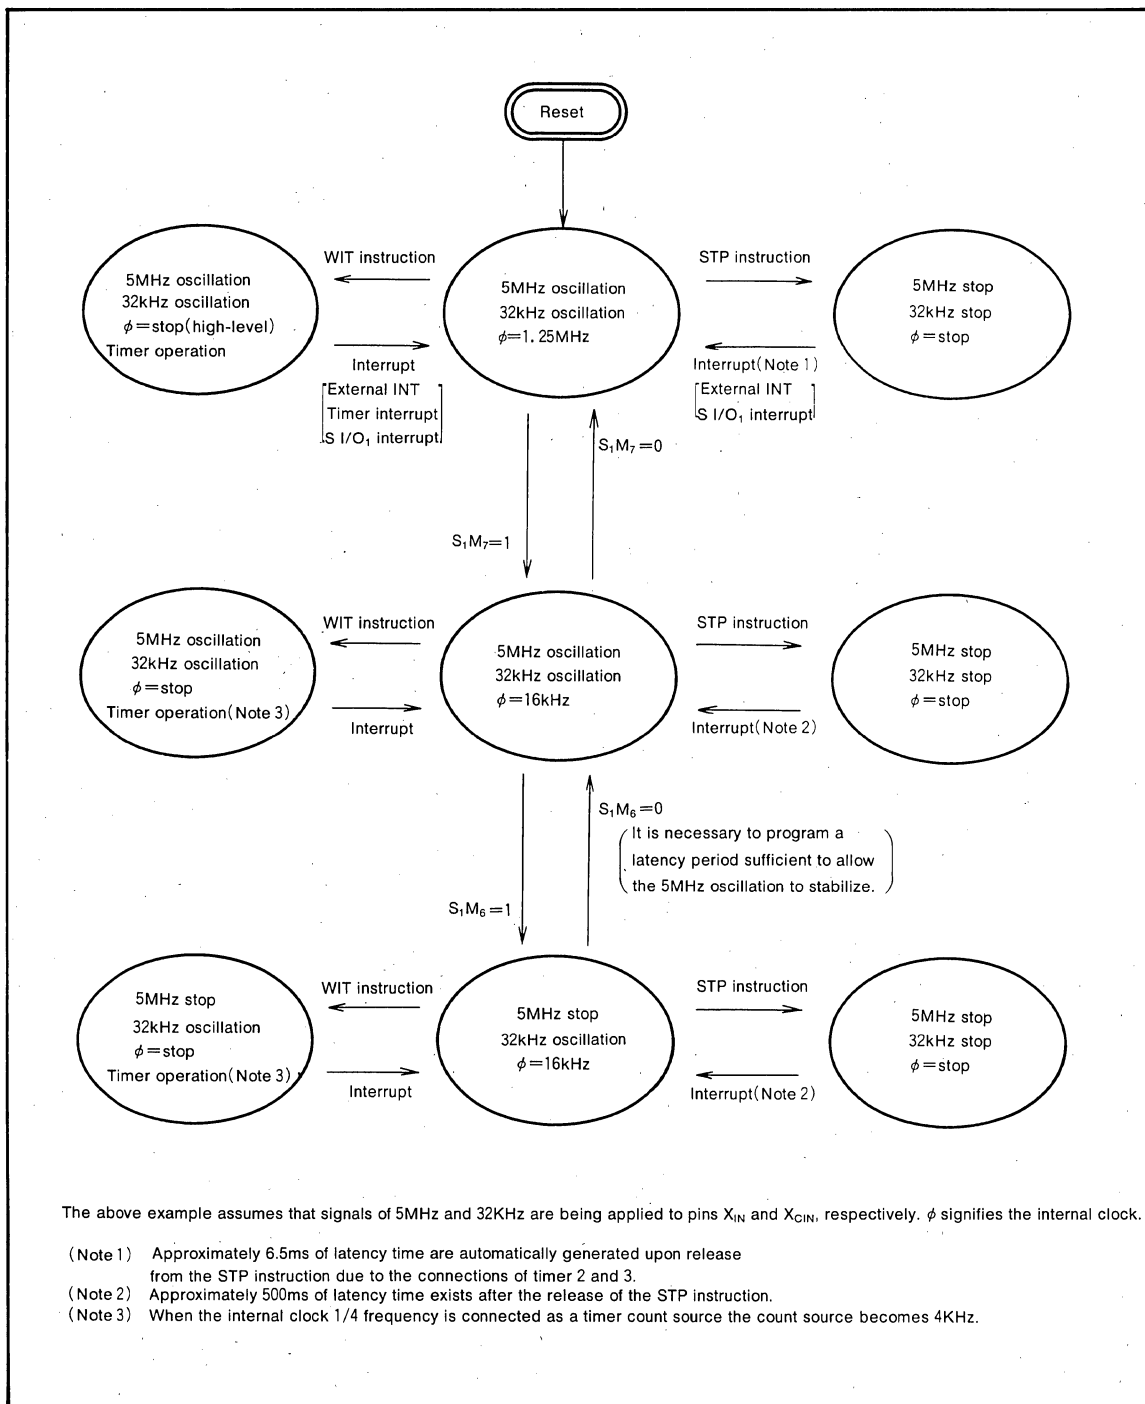 Reset
WIT instruction
STP instruction
5MHz oscillation
32kHz oscillation
ϕ=stop(high-level)
Timer operation
5MHz oscillation
32kHz oscillation
ϕ=1.25MHz
5MHz stop
32kHz stop
ϕ=stop
Interrupt
External INT
Timer interrupt
S I/O₁ interrupt
Interrupt(Note 1)
External INT
S I/O₁ interrupt
S₁M₇=0
S₁M₇=1
WIT instruction
STP instruction
5MHz oscillation
32kHz oscillation
ϕ=stop
Timer operation(Note 3)
5MHz oscillation
32kHz oscillation
ϕ=16kHz
5MHz stop
32kHz stop
ϕ=stop
Interrupt
Interrupt(Note 2)
S₁M₆=0
It is necessary to program a
latency period sufficient to allow
the 5MHz oscillation to stabilize.
S₁M₆=1
WIT instruction
STP instruction
5MHz stop
32kHz oscillation
ϕ=stop
Timer operation(Note 3)
5MHz stop
32kHz oscillation
ϕ=16kHz
5MHz stop
32kHz stop
ϕ=stop
Interrupt
Interrupt(Note 2)
The above example assumes that signals of 5MHz and 32KHz are being applied to pins X_IN and X_CIN, respectively. ϕ signifies the internal clock.
(Note 1) Approximately 6.5ms of latency time are automatically generated upon release
from the STP instruction due to the connections of timer 2 and 3.
(Note 2) Approximately 500ms of latency time exists after the release of the STP instruction.
(Note 3) When the internal clock 1/4 frequency is connected as a timer count source the count source becomes 4KHz.